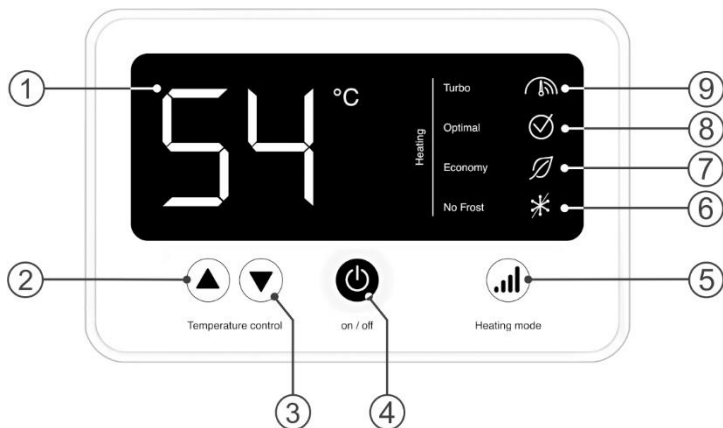 1
54 °C
Heating
Turbo
9
Optimal
8
Economy
7
No Frost
6
2
5
Temperature control
on / off
Heating mode
3
4